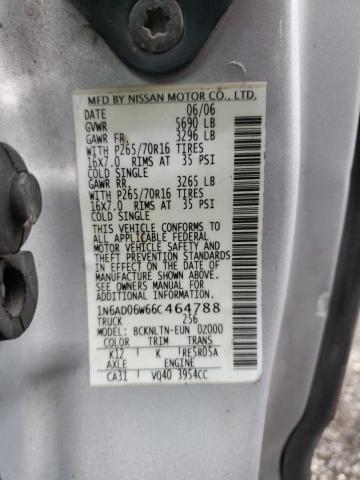 MFD BY NISSAN MOTOR CO., LTD.
DATE 06/06
GVWR 5690 LB
GAWR FR. 3296 LB
WITH P265/70R16 TIRES
16X7.0 RIMS AT 35 PSI
COLD SINGLE
GAWR RR. 3265 LB
WITH P265/70R16 TIRES
16X7.0 RIMS AT 35 PSI
COLD SINGLE
THIS VEHICLE CONFORMS TO
ALL APPLICABLE FEDERAL
MOTOR VEHICLE SAFETY AND
THEFT PREVENTION STANDARDS
IN EFFECT ON THE DATE OF
MANUFACTURE SHOWN ABOVE.
SEE OWNERS MANUAL
1N6AD06W66C464788
TRUCK 256
MODEL BCKNLTN-EUN 0Z000
COLOR TRIM TRANS
K12 K RE5R05A
AXLE ENGINE
CA31 VQ40 3954CC